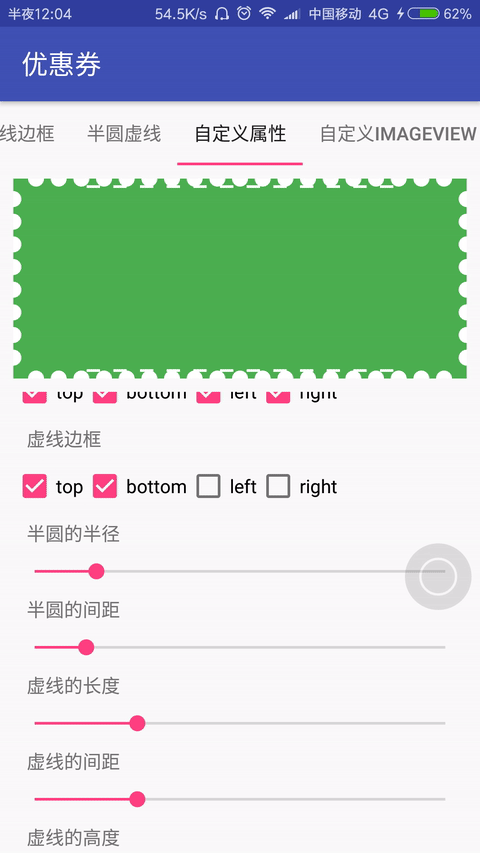 半夜12:04 54.5K/s 中国移动 4G 62%
优惠券
线边框 半圆虚线 自定义属性 自定义IMAGEVIEW
top bottom left right
虚线边框
top bottom left right
半圆的半径
半圆的间距
虚线的长度
虚线的间距
虚线的高度